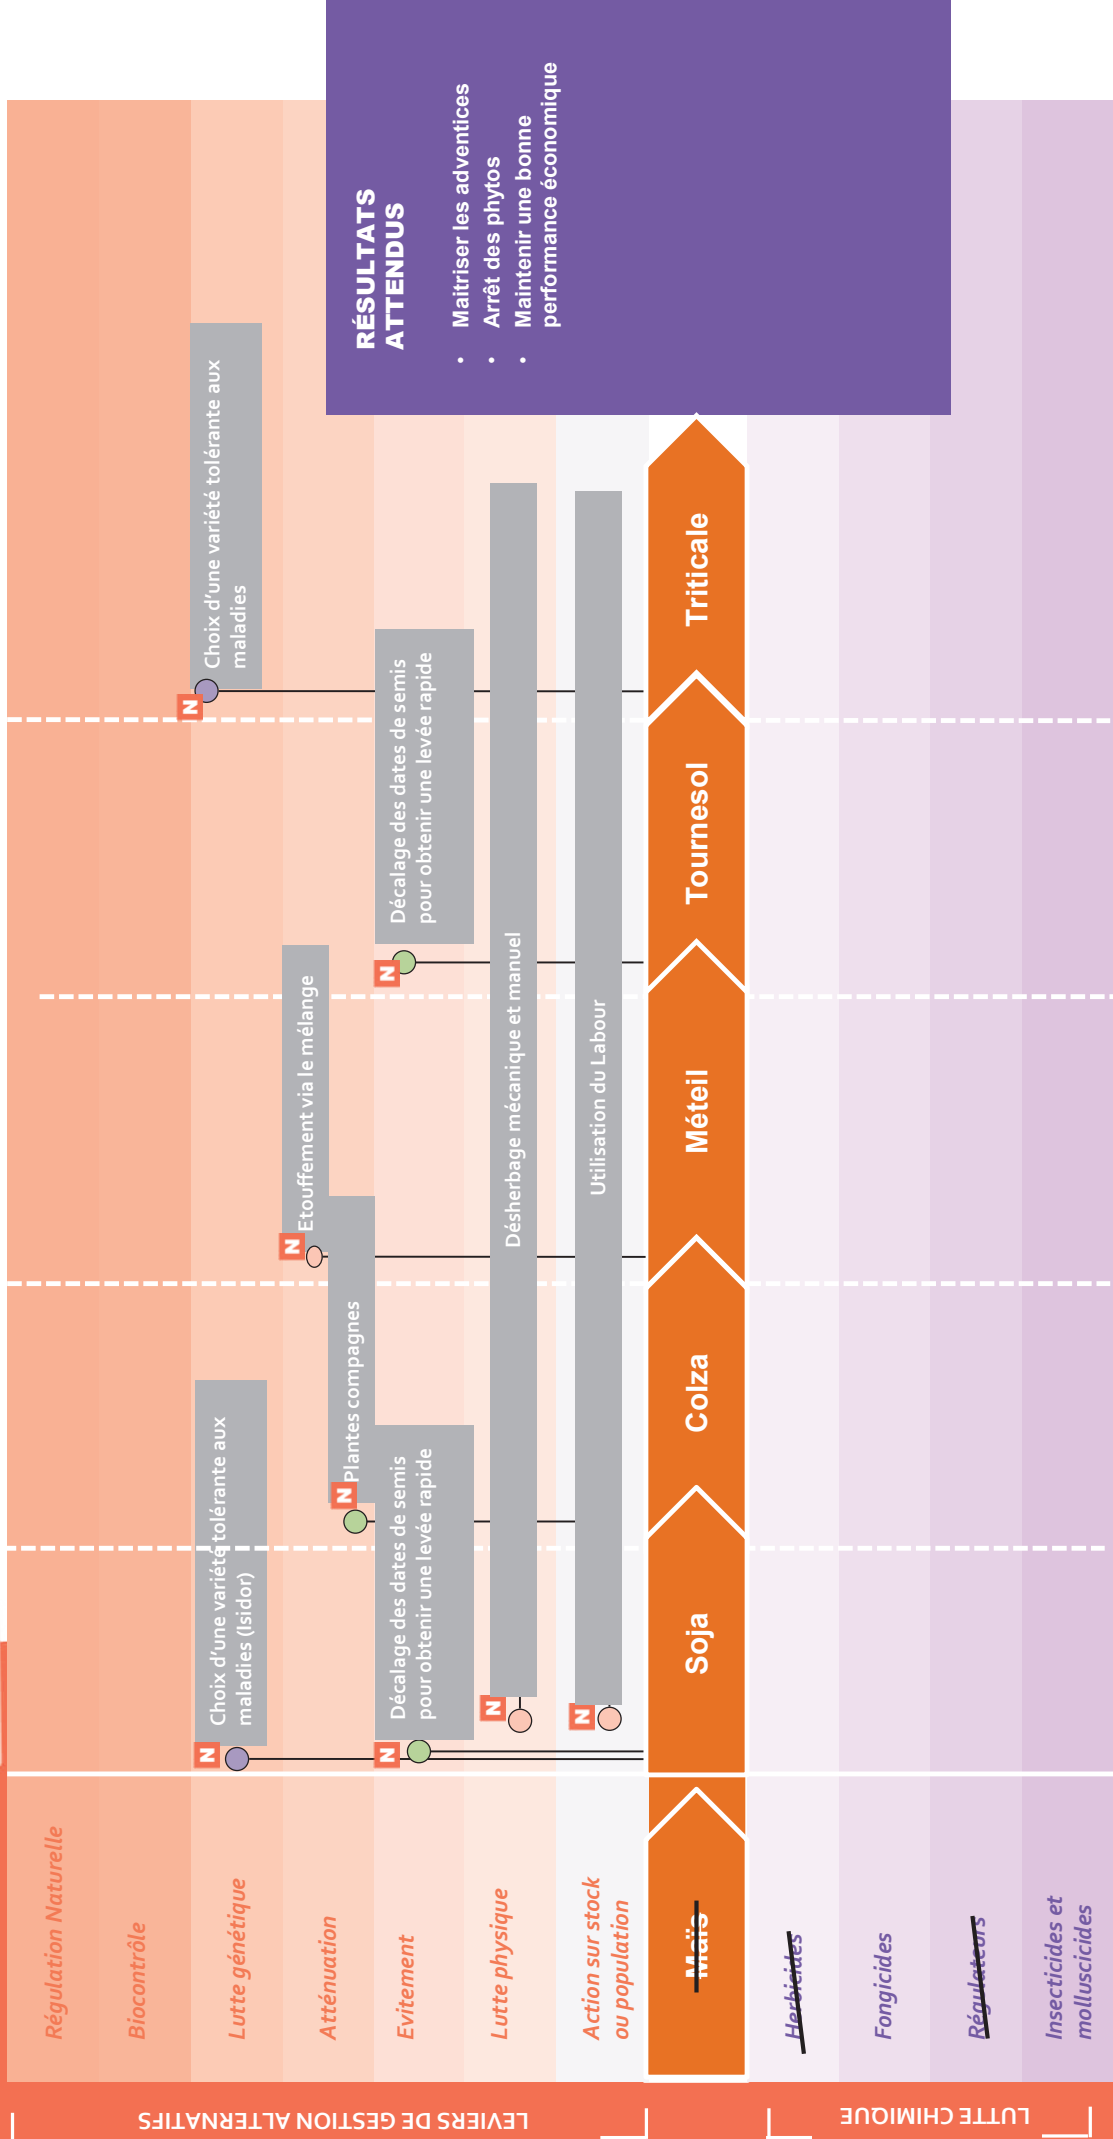 LEVIERS DE GESTION ALTERNATIFS
Régulation Naturelle
Biocontrôle
Lutte génétique
N
Choix d'une variété tolérante aux
maladies (Isidor)
N
Choix d'une variété tolérante aux
maladies
Atténuation
N
Plantes compagnes
N
Etouffement via le mélange
Evitement
N
Décalage des dates de semis
pour obtenir une levée rapide
N
Décalage des dates de semis
pour obtenir une levée rapide
Lutte physique
N
Désherbage mécanique et manuel
Action sur stock
ou population
N
Utilisation du Labour
Maïs
Soja
Colza
Méteil
Tournesol
Triticale
LUTTE CHIMIQUE
Herbicides
Fongicides
Régulateurs
Insecticides et
molluscicides
RÉSULTATS
ATTENDUS
• Maitriser les adventices
• Arrêt des phytos
• Maintenir une bonne
performance économique